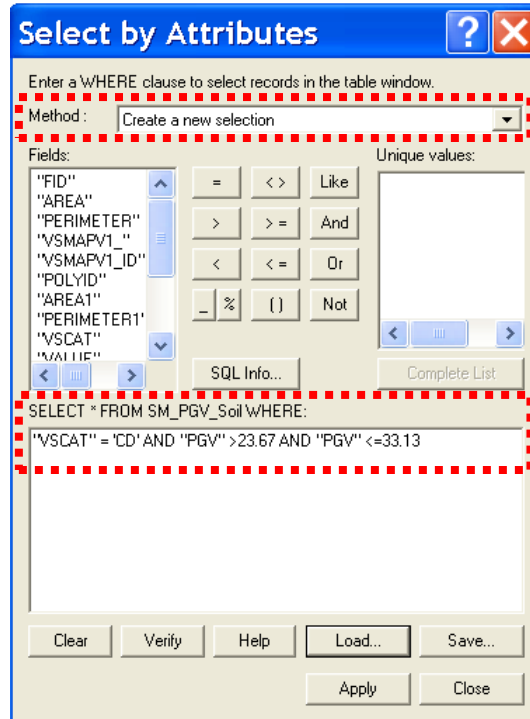 Select by Attributes
Enter a WHERE clause to select records in the table window.
Method : Create a new selection
Fields: Unique values:
"FID"
"AREA"
"PERIMETER"
"VSMAPV1_"
"VSMAPV1_ID"
"POLYID"
"AREA1"
"PERIMETER1'
"VSCAT"
"VALUE"
= <> Like
> >= And
< <= Or
_ % () Not
SQL Info... Complete List
SELECT * FROM SM_PGV_Soil WHERE:
"VSCAT" = 'CD' AND "PGV" >23.67 AND "PGV" <=33.13
Clear Verify Help Load... Save...
Apply Close